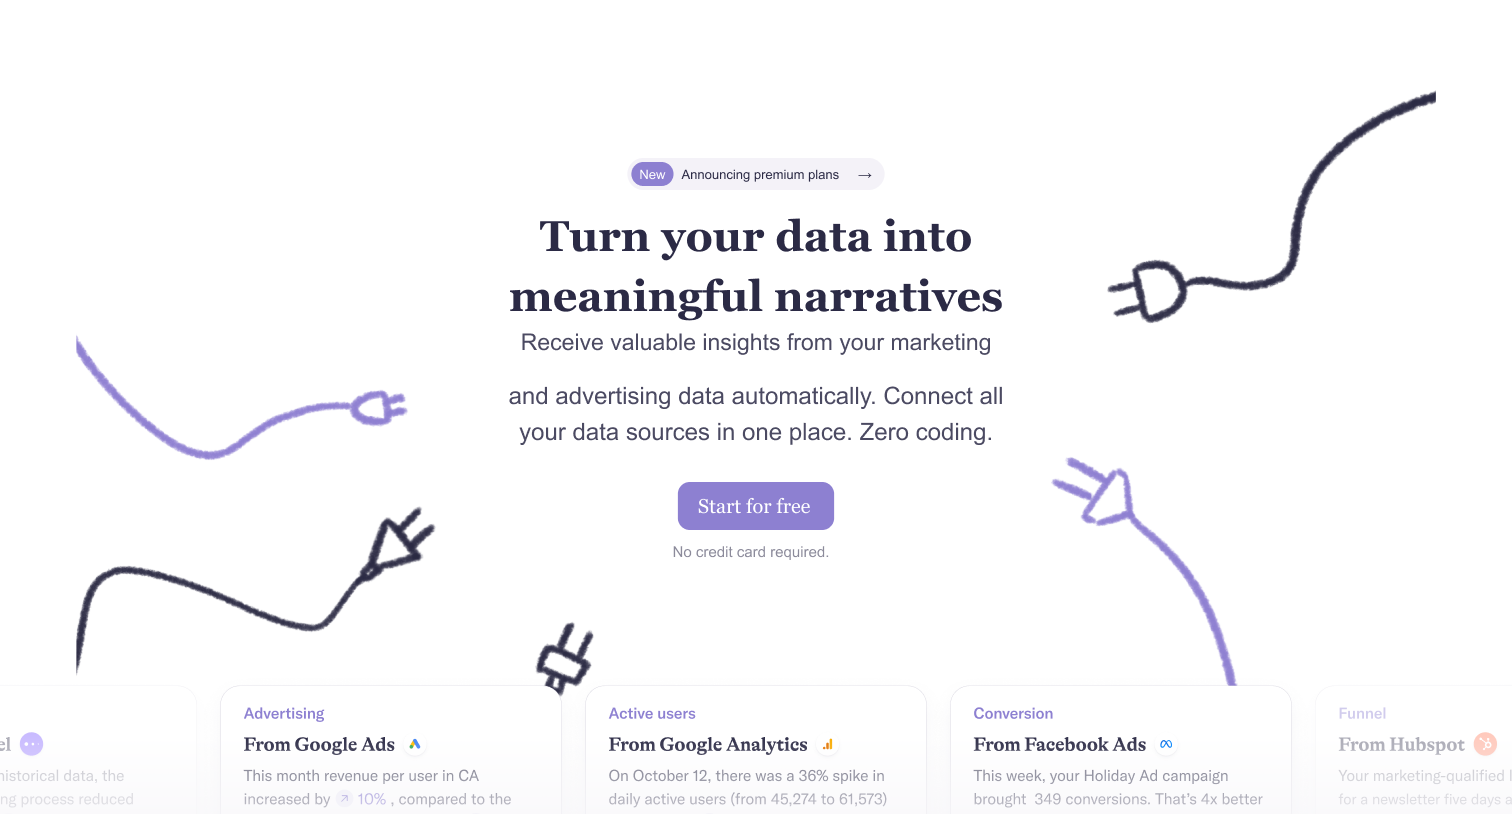 New Announcing premium plans →
Turn your data into
meaningful narratives
Receive valuable insights from your marketing
and advertising data automatically. Connect all
your data sources in one place. Zero coding.
Start for free
No credit card required.
el
historical data, the
ng process reduced
Advertising
From Google Ads
This month revenue per user in CA
increased by ↗ 10% , compared to the
Active users
From Google Analytics
On October 12, there was a 36% spike in
daily active users (from 45,274 to 61,573)
Conversion
From Facebook Ads
This week, your Holiday Ad campaign
brought 349 conversions. That's 4x better
Funnel
From Hubspot
Your marketing-qualified
for a newsletter five days a